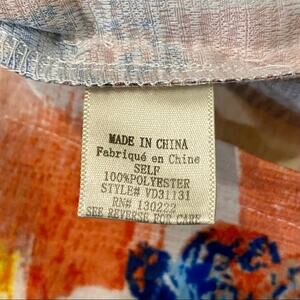 MADE IN CHINA
Fabriqué en Chine
SELF
100%POLYESTER
STYLE# VD31131
RN# 130222
SEE REVERSE FOR CARE